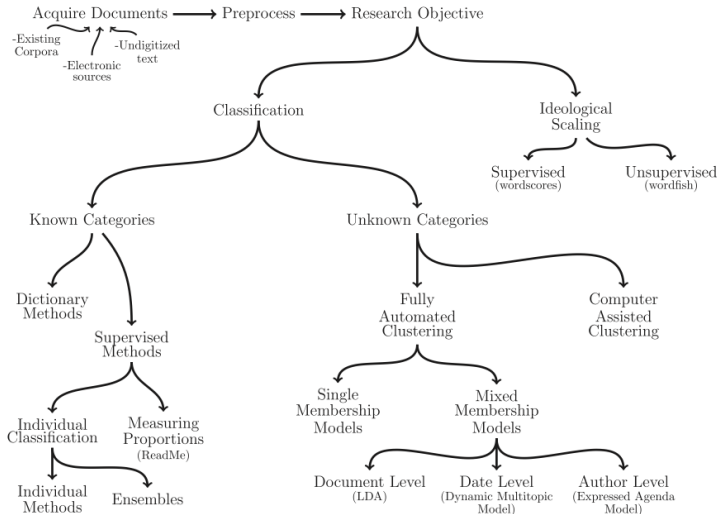 Acquire Documents
Preprocess
Research Objective
-Existing
Corpora
-Electronic
sources
-Undigitized
text
Classification
Ideological
Scaling
Supervised
(wordscores)
Unsupervised
(wordfish)
Known Categories
Unknown Categories
Dictionary
Methods
Supervised
Methods
Fully
Automated
Clustering
Computer
Assisted
Clustering
Individual
Classification
Measuring
Proportions
(ReadMe)
Single
Membership
Models
Mixed
Membership
Models
Individual
Methods
Ensembles
Document Level
(LDA)
Date Level
(Dynamic Multitopic
Model)
Author Level
(Expressed Agenda
Model)